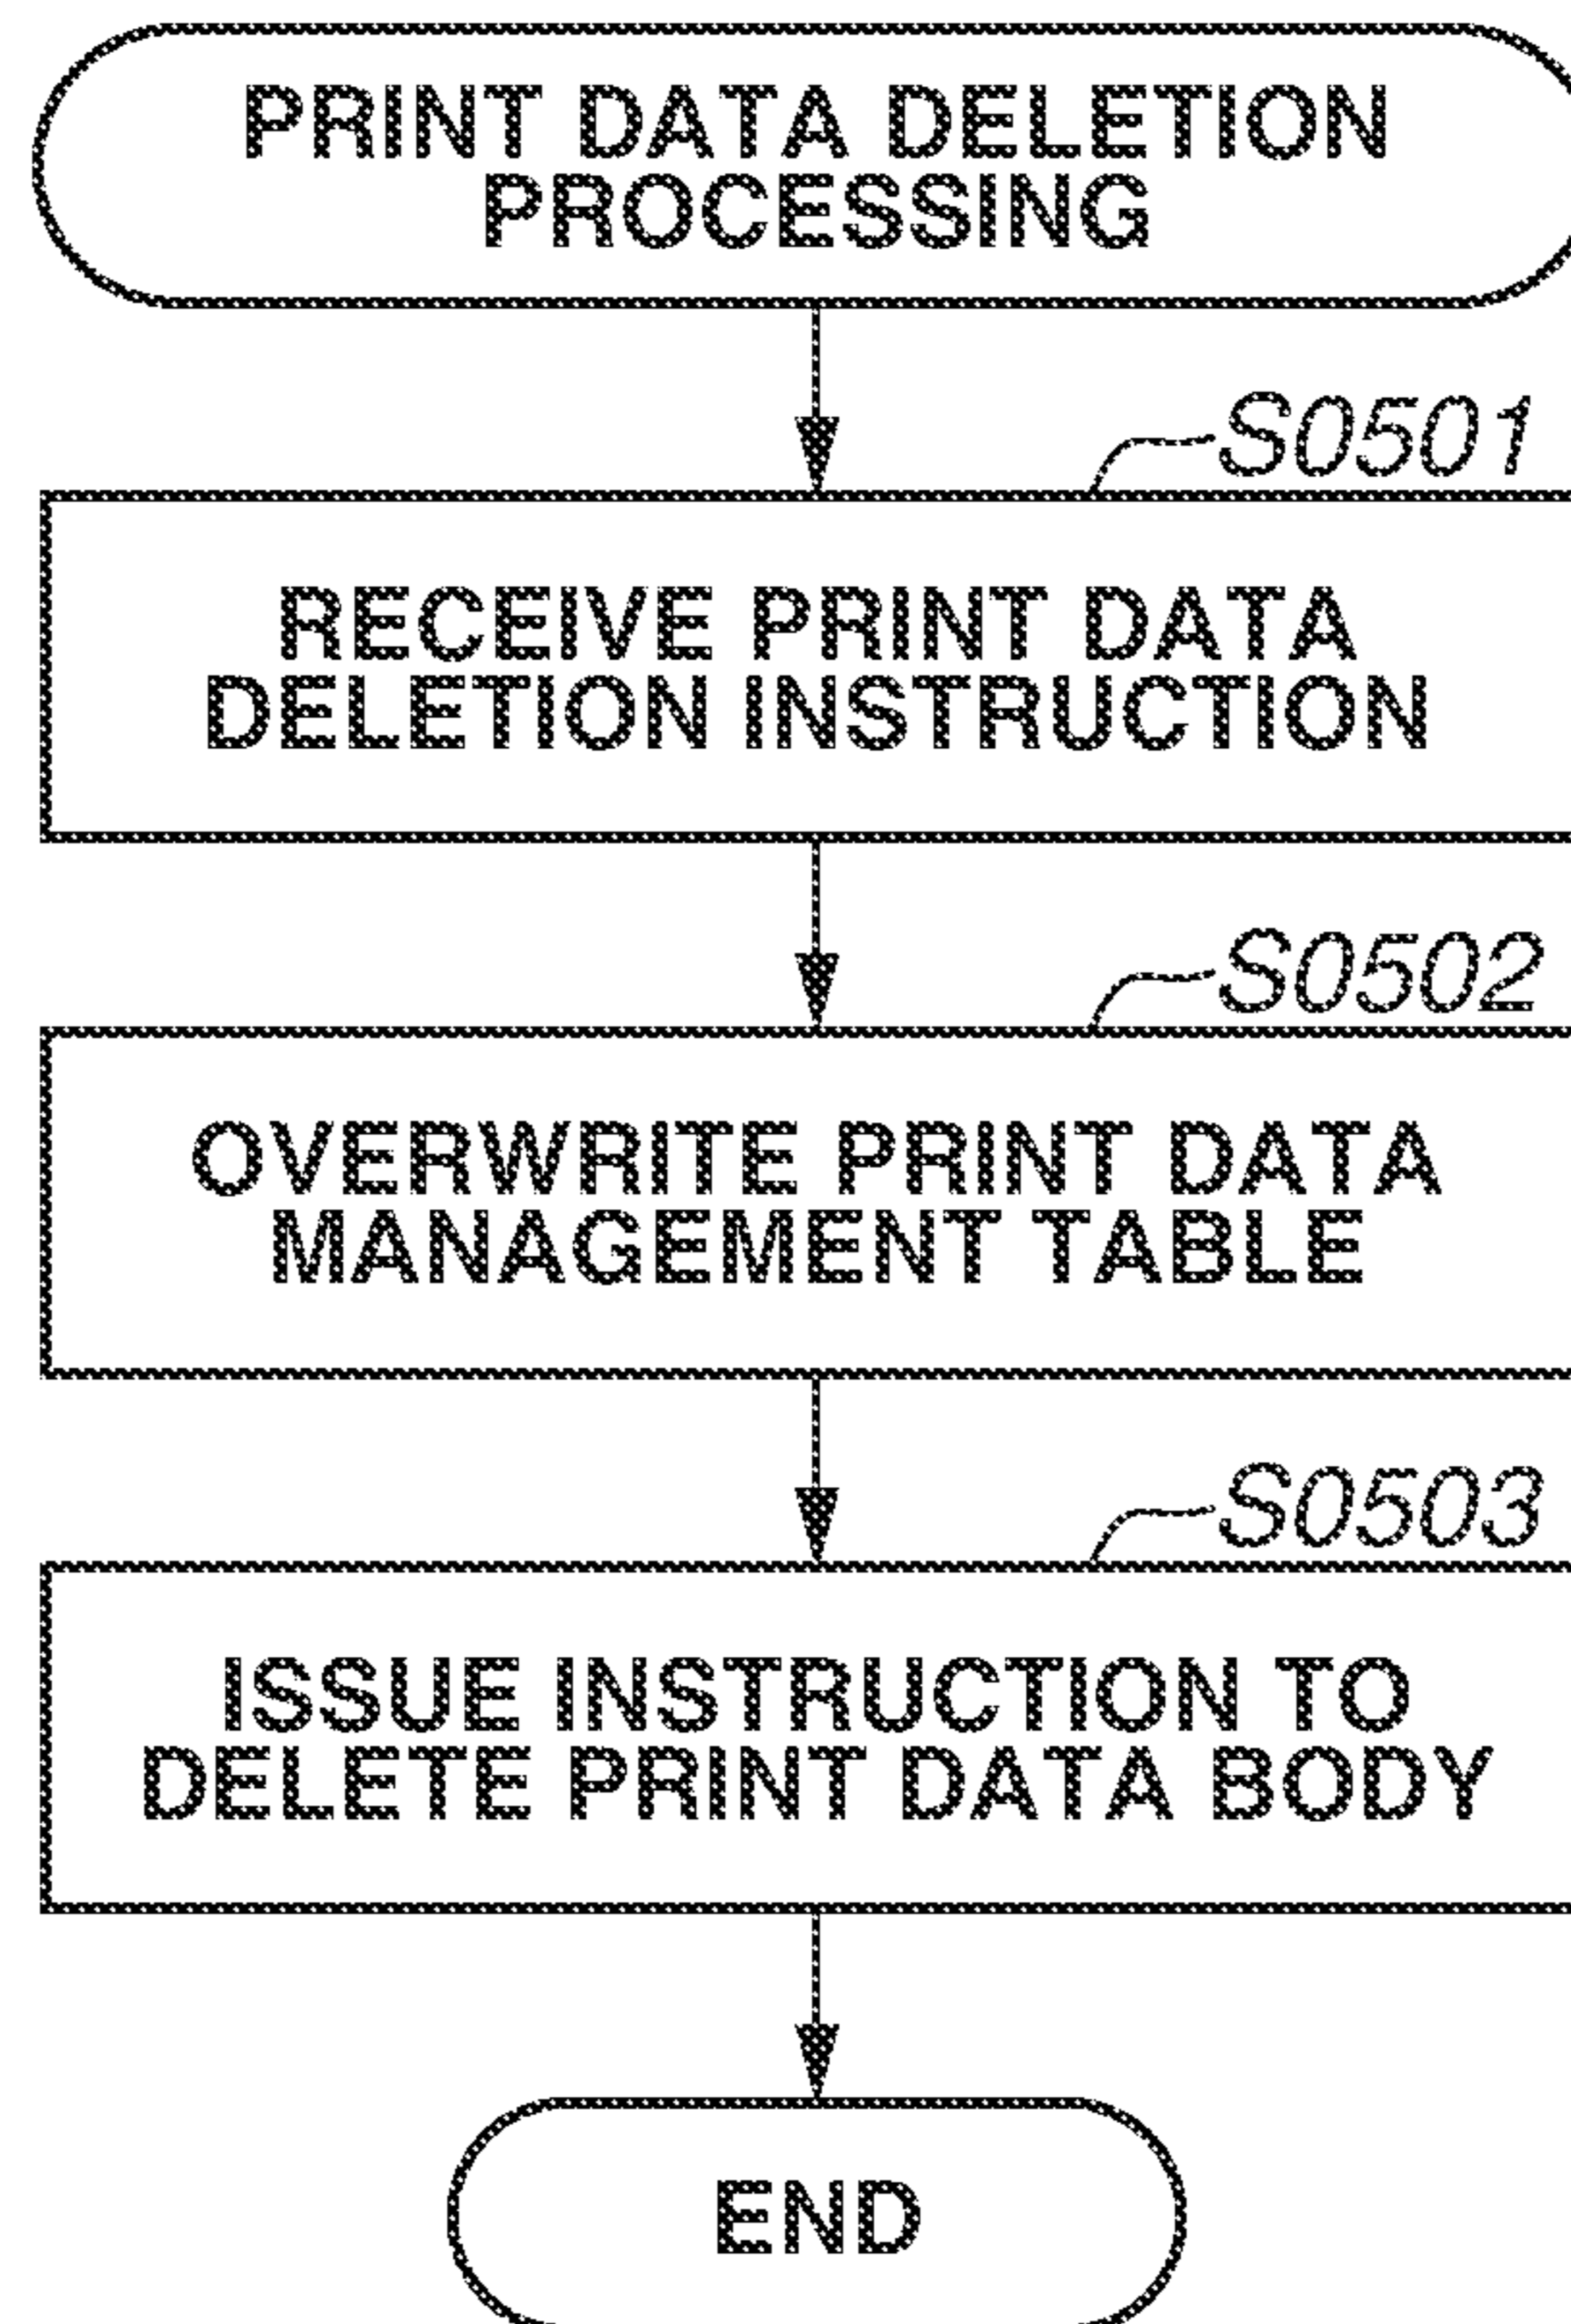 PRINT DATA DELETION
PROCESSING
S0501
RECEIVE PRINT DATA
DELETION INSTRUCTION
S0502
OVERWRITE PRINT DATA
MANAGEMENT TABLE
S0503
ISSUE INSTRUCTION TO
DELETE PRINT DATA BODY
END